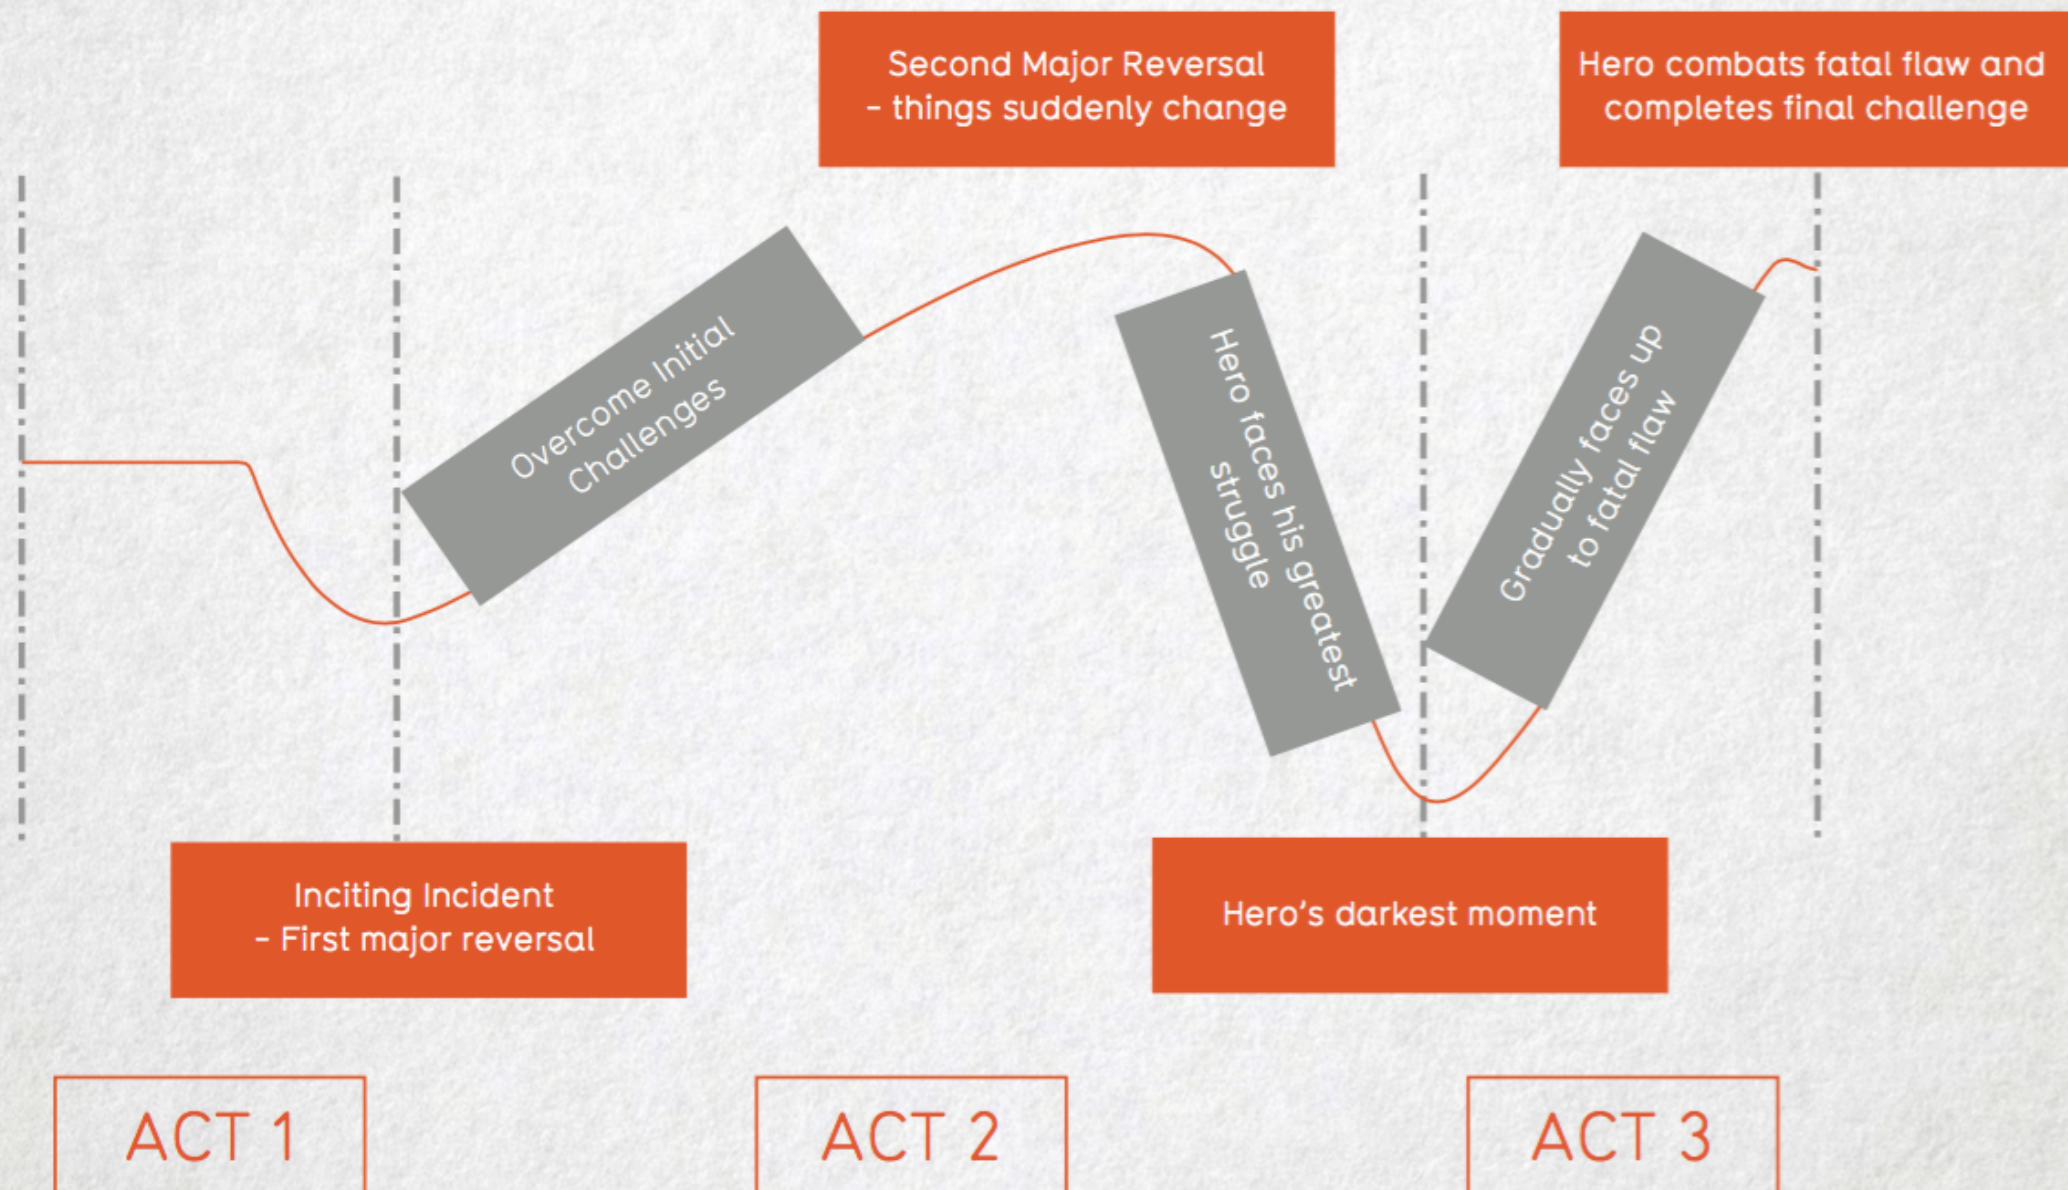 Second Major Reversal
- things suddenly change
Hero combats fatal flaw and
completes final challenge
Overcome Initial
Challenges
Hero faces his greatest
struggle
Gradually faces up
to fatal flaw
Inciting Incident
- First major reversal
Hero's darkest moment
ACT 1
ACT 2
ACT 3